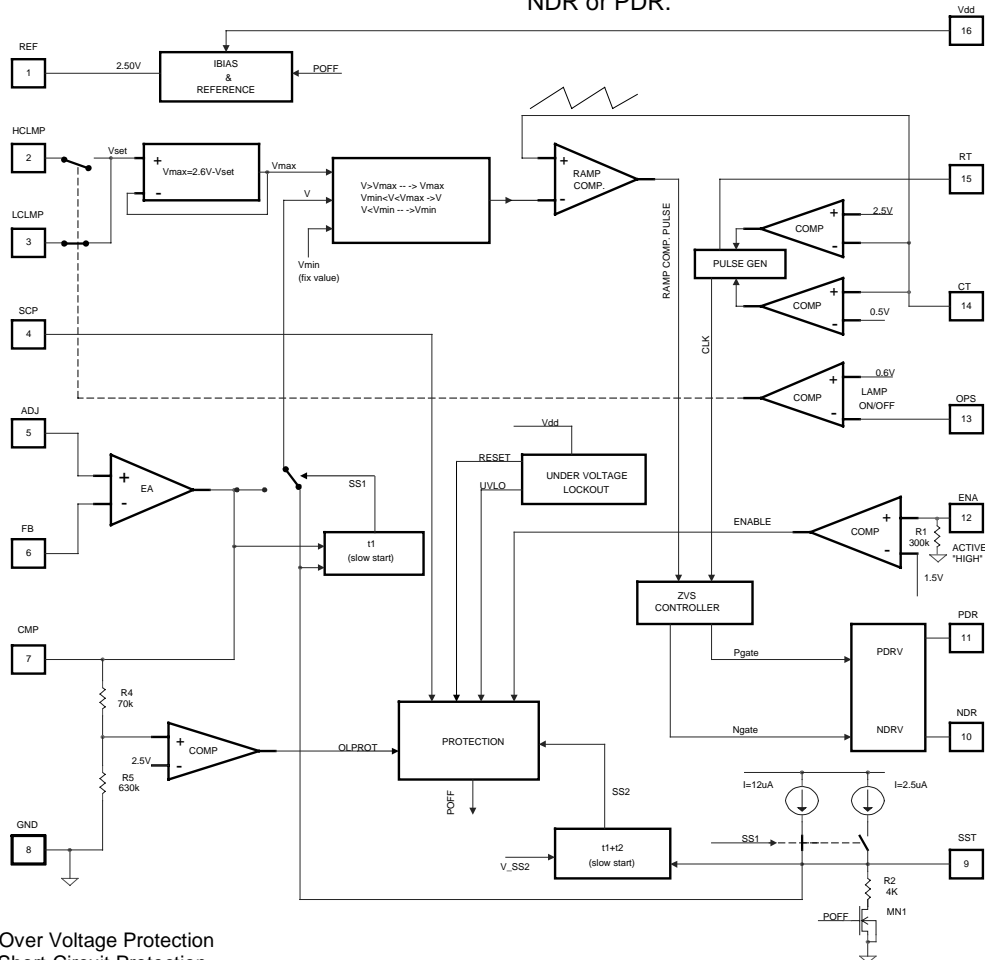 NDR or PDR.
Vdd
16
REF
1
2.50V
IBIAS
&
REFERENCE
POFF
HCLMP
2
Vset
+
-
Vmax=2.6V-Vset
Vmax
V
V>Vmax -- -> Vmax
Vmin<V<Vmax ->V
V<Vmin -- ->Vmin
Vmin
(fix value)
+
-
RAMP
COMP.
RT
15
LCLMP
3
RAMP COMP. PULSE
2.5V
+
-
COMP
PULSE GEN
+
-
COMP
0.5V
CT
14
CLK
SCP
4
0.6V
+
-
COMP
LAMP
ON/OFF
OPS
13
ADJ
5
+
-
EA
FB
6
SS1
t1
(slow start)
Vdd
RESET
UVLO
UNDER VOLTAGE
LOCKOUT
ENABLE
+
-
COMP
ENA
12
R1
300k
ACTIVE
"HIGH"
1.5V
ZVS
CONTROLLER
CMP
7
Pgate
Ngate
PDRV
NDRV
PDR
11
NDR
10
R4
70k
R5
630k
2.5V
+
-
COMP
OLPROT
PROTECTION
POFF
SS2
GND
8
I=12uA
I=2.5uA
SS1
V_SS2
t1+t2
(slow start)
SST
9
R2
4K
MN1
POFF
Over Voltage Protection
Short-Circuit Protection